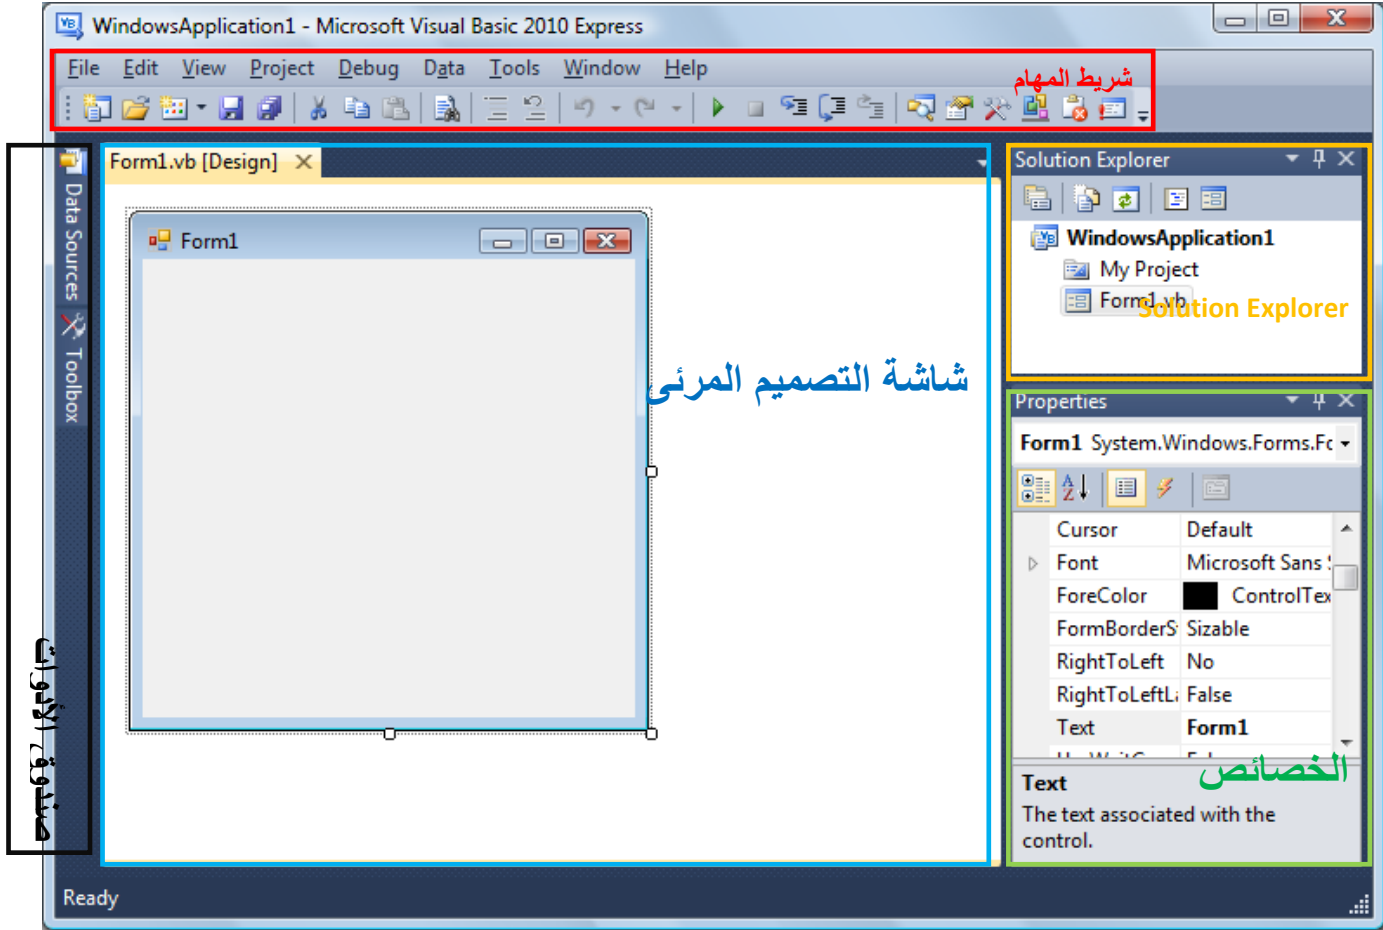 WindowsApplication1 - Microsoft Visual Basic 2010 Express
File Edit View Project Debug Data Tools Window Help
شريط المهام
Data Sources
Toolbox
صندوق الأدوات
Form1.vb [Design]
Form1
شاشة التصميم المرئى
Solution Explorer
WindowsApplication1
My Project
Form1.vb
Solution Explorer
Properties
Form1 System.Windows.Forms.Fo
Cursor Default
Font Microsoft Sans S
ForeColor ControlTex
FormBorderSt Sizable
RightToLeft No
RightToLeftLa False
Text Form1
الخصائص
Text
The text associated with the
control.
Ready